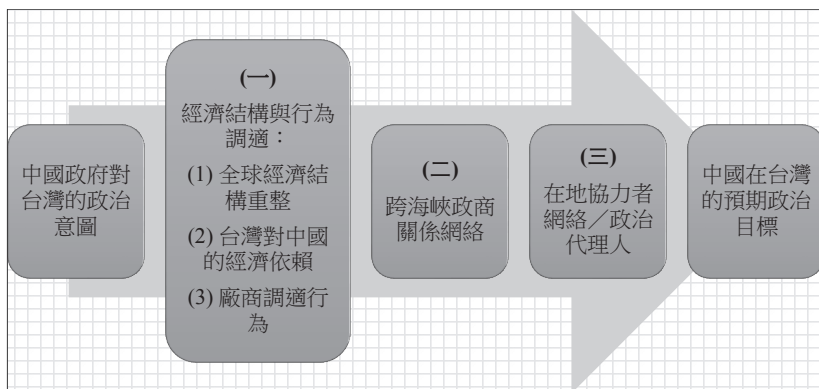 中國政府對
台灣的政治
意圖
(一)
經濟結構與行為
調適：
(1) 全球經濟結
構重整
(2) 台灣對中國
的經濟依賴
(3) 廠商調適行
為
(二)
跨海峽政商
關係網絡
(三)
在地協力者
網絡／政治
代理人
中國在台灣
的預期政治
目標